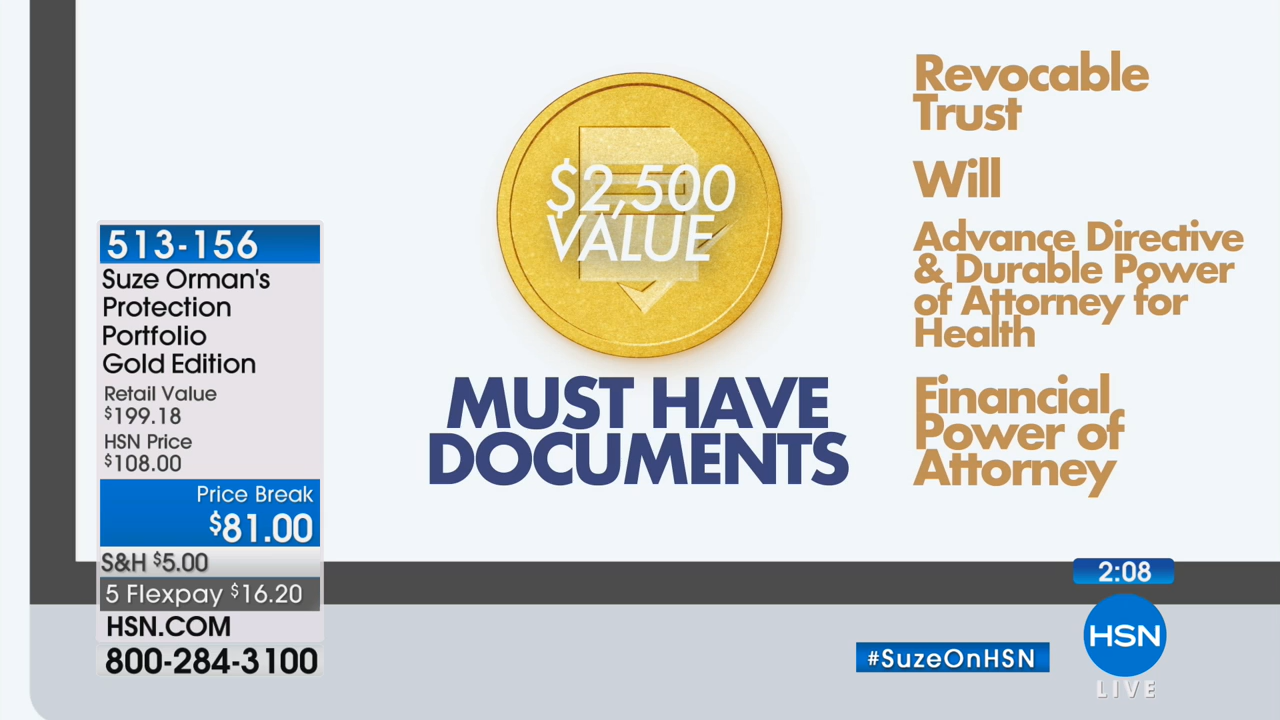 513-156
Suze Orman's
Protection
Portfolio
Gold Edition
Retail Value
$199.18
HSN Price
$108.00
Price Break
$81.00
S&H $5.00
5 Flexpay $16.20
HSN.COM
800-284-3100
$2,500
VALUE
MUST HAVE
DOCUMENTS
Revocable
Trust
Will
Advance Directive
& Durable Power
of Attorney for
Health
Financial
Power of
Attorney
2:08
HSN
LIVE
#SuzeOnHSN